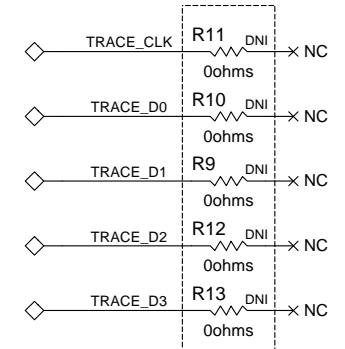 TRACE_CLK R11 DNI NC
0ohms
TRACE_D0 R10 DNI NC
0ohms
TRACE_D1 R9 DNI NC
0ohms
TRACE_D2 R12 DNI NC
0ohms
TRACE_D3 R13 DNI NC
0ohms